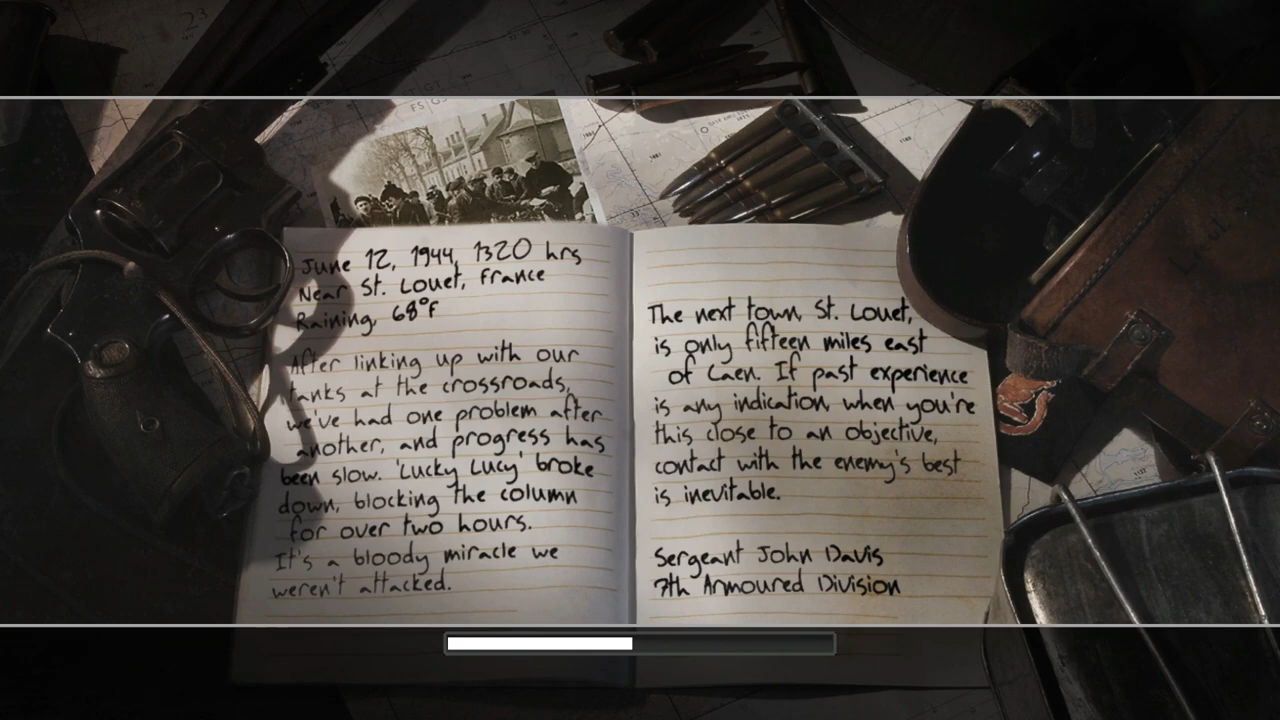 June 12, 1944, 1320 hrs
Near St. Louet, France
Raining, 68°F
After linking up with our
tanks at the crossroads,
we've had one problem after
another, and progress has
been slow. 'Lucky Lucy' broke
down, blocking the column
for over two hours.
It's a bloody miracle we
weren't attacked.
The next town, St. Louet,
is only fifteen miles east
of Caen. If past experience
is any indication, when you're
this close to an objective,
contact with the enemy's best
is inevitable.
Sergeant John Davis
7th Armoured Division